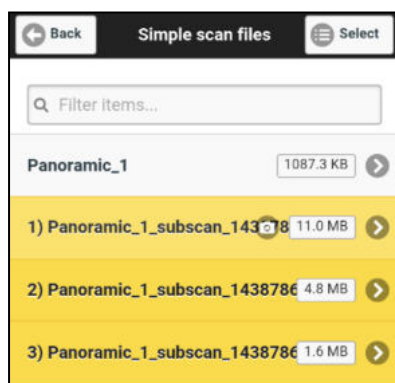 Back Simple scan files Select
Filter items...
Panoramic_1 1087.3 KB
1) Panoramic_1_subscan_143878 11.0 MB
2) Panoramic_1_subscan_1438786 4.8 MB
3) Panoramic_1_subscan_1438786 1.6 MB